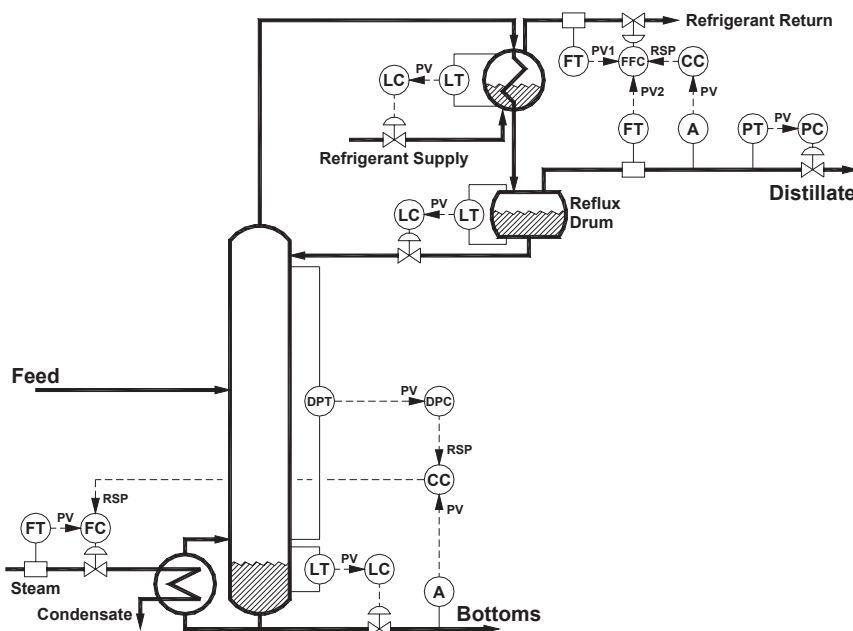 Refrigerant Return
PV1
RSP
FT
FFC
CC
LC
PV
LT
PV2
PV
FT
A
PT
PV
PC
Refrigerant Supply
Distillate
LC
PV
LT
Reflux
Drum
Feed
DPT
PV
DPC
RSP
CC
RSP
PV
FT
PV
FC
LT
PV
LC
A
Steam
Condensate
Bottoms